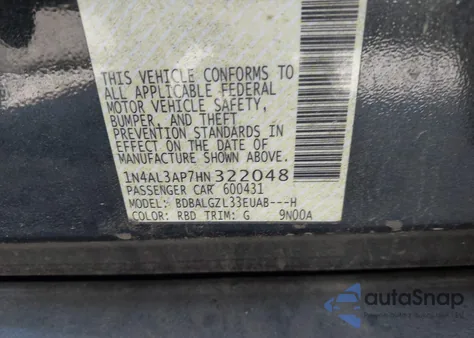 THIS VEHICLE CONFORMS TO
ALL APPLICABLE FEDERAL
MOTOR VEHICLE SAFETY,
BUMPER, AND THEFT
PREVENTION STANDARDS IN
EFFECT ON THE DATE OF
MANUFACTURE SHOWN ABOVE.
1N4AL3AP7HN322048
PASSENGER CAR 600431
MODEL: BDBALGZL33EUAB---H
COLOR: RBD TRIM: G 9N00A
autoSnap